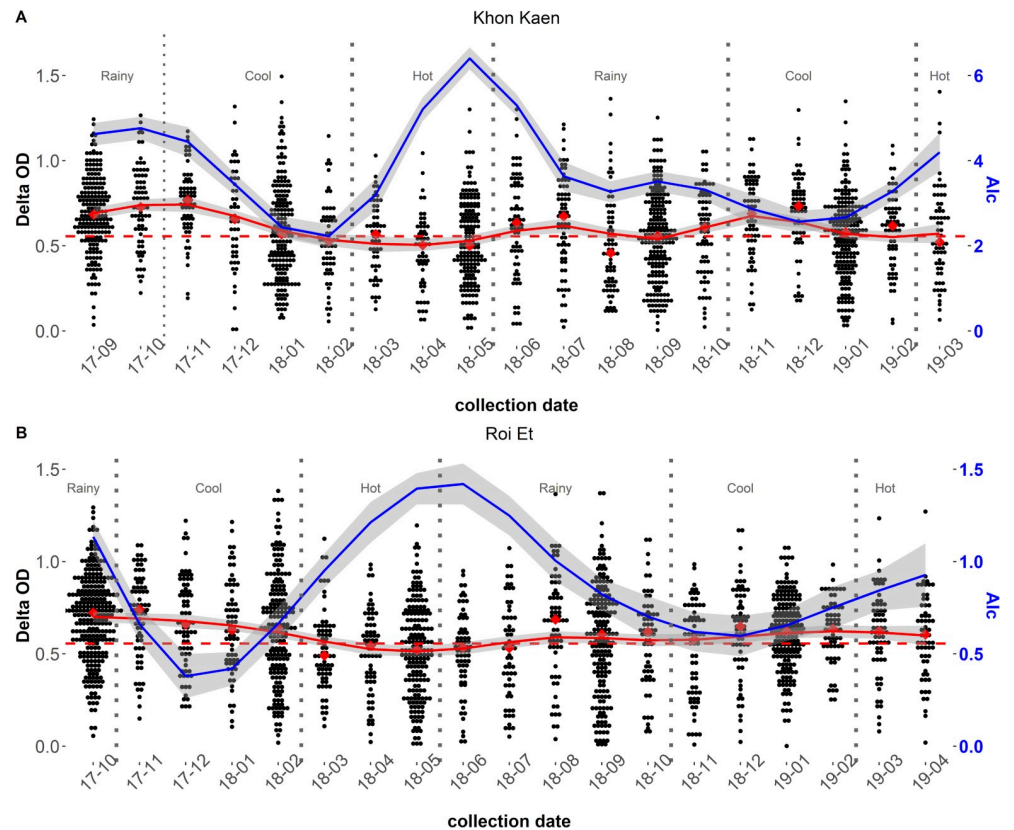 A
Khon Kaen
Rainy Cool Hot Rainy Cool Hot
1.5
1.0
0.5
0.0
Delta OD
6
4
2
0
AIc
17-09 17-10 17-11 17-12 18-01 18-02 18-03 18-04 18-05 18-06 18-07 18-08 18-09 18-10 18-11 18-12 19-01 19-02 19-03
collection date
B
Roi Et
Rainy Cool Hot Rainy Cool Hot
1.5
1.0
0.5
0.0
Delta OD
1.5
1.0
0.5
0.0
AIc
17-10 17-11 17-12 18-01 18-02 18-03 18-04 18-05 18-06 18-07 18-08 18-09 18-10 18-11 18-12 19-01 19-02 19-03 19-04
collection date